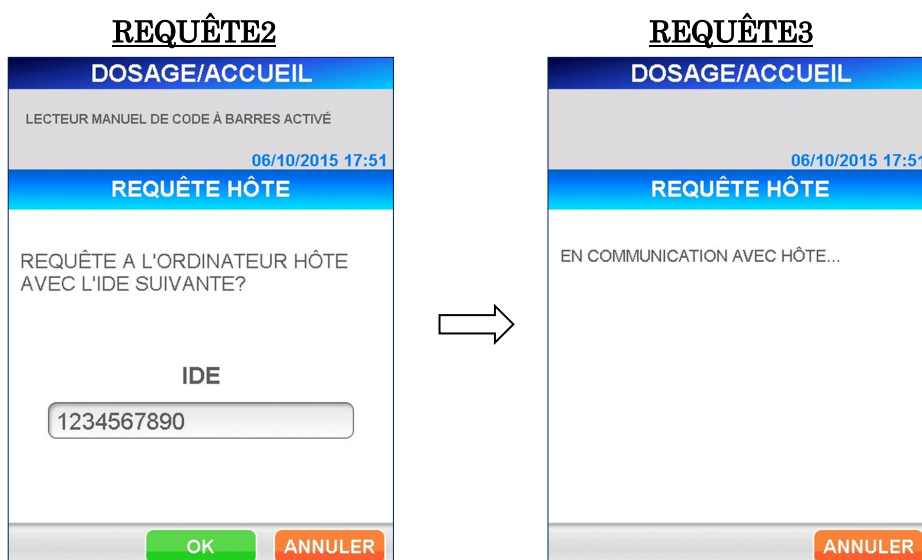 REQUÊTE2
DOSAGE/ACCUEIL
LECTEUR MANUEL DE CODE À BARRES ACTIVÉ
06/10/2015 17:51
REQUÊTE HÔTE
REQUÊTE A L'ORDINATEUR HÔTE
AVEC L'IDE SUIVANTE?
IDE
1234567890
OK
ANNULER
REQUÊTE3
DOSAGE/ACCUEIL
06/10/2015 17:51
REQUÊTE HÔTE
EN COMMUNICATION AVEC HÔTE...
ANNULER